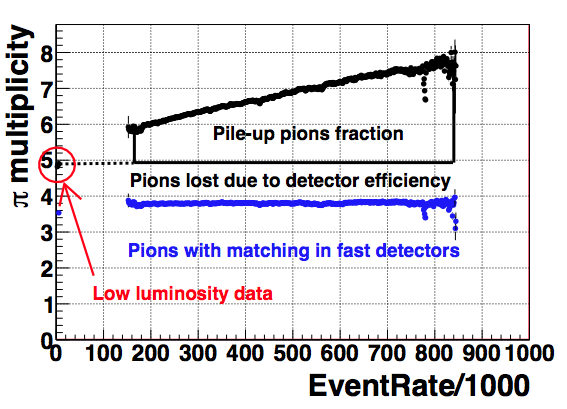 π multiplicity
8
7
6
5
4
3
2
1
0
Pile-up pions fraction
Pions lost due to detector efficiency
Pions with matching in fast detectors
Low luminosity data
0 100 200 300 400 500 600 700 800 900 1000
EventRate/1000